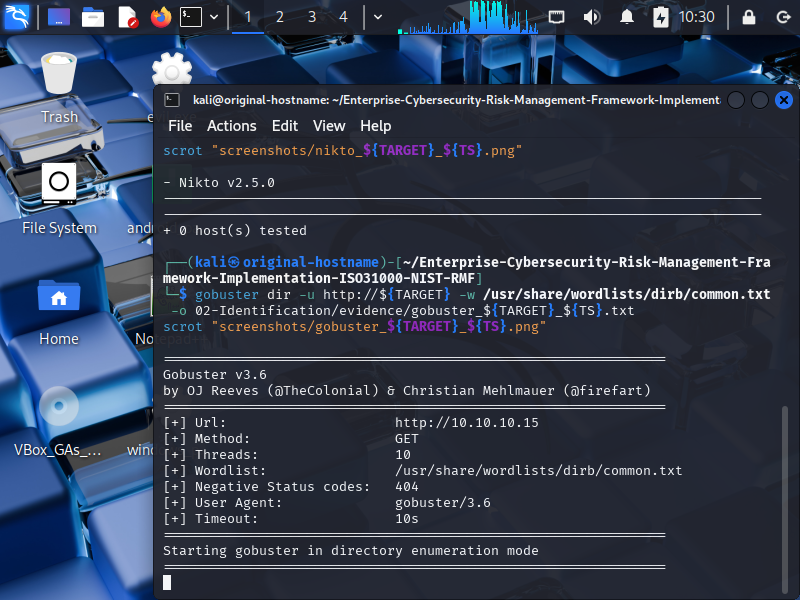 1 2 3 4 10:30
Trash
File System
Home
VBox_GAs_...
kali@original-hostname: ~/Enterprise-Cybersecurity-Risk-Management-Framework-Implement
File Actions Edit View Help
scrot "screenshots/nikto_${TARGET}_${TS}.png"
- Nikto v2.5.0
---------------------------------------------------------------------------
---------------------------------------------------------------------------
+ 0 host(s) tested
┌──(kali㉿original-hostname)-[~/Enterprise-Cybersecurity-Risk-Management-Fra
mework-Implementation-ISO31000-NIST-RMF]
└─$ gobuster dir -u http://${TARGET} -w /usr/share/wordlists/dirb/common.txt
-o 02-Identification/evidence/gobuster_${TARGET}_${TS}.txt
scrot "screenshots/gobuster_${TARGET}_${TS}.png"
===============================================================
Gobuster v3.6
by OJ Reeves (@TheColonial) & Christian Mehlmauer (@firefart)
===============================================================
[+] Url: http://10.10.10.15
[+] Method: GET
[+] Threads: 10
[+] Wordlist: /usr/share/wordlists/dirb/common.txt
[+] Negative Status codes: 404
[+] User Agent: gobuster/3.6
[+] Timeout: 10s
===============================================================
Starting gobuster in directory enumeration mode
===============================================================